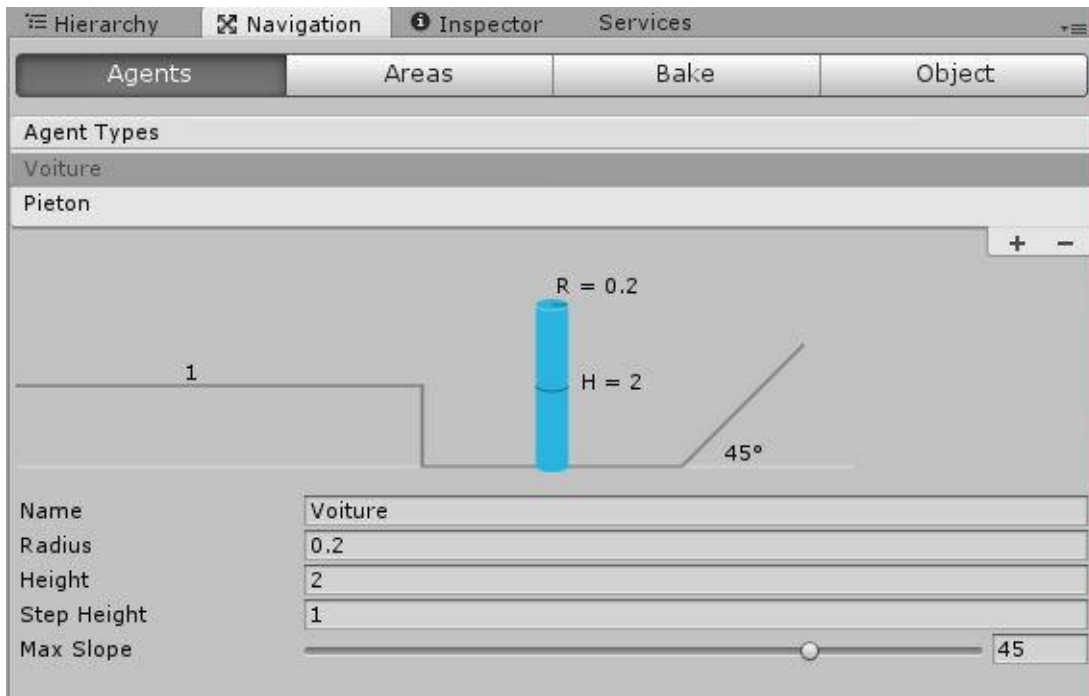 Hierarchy Navigation Inspector Services
Agents Areas Bake Object
Agent Types
Voiture
Pieton
+ −
R = 0.2
1
H = 2
45°
Name Voiture
Radius 0.2
Height 2
Step Height 1
Max Slope 45